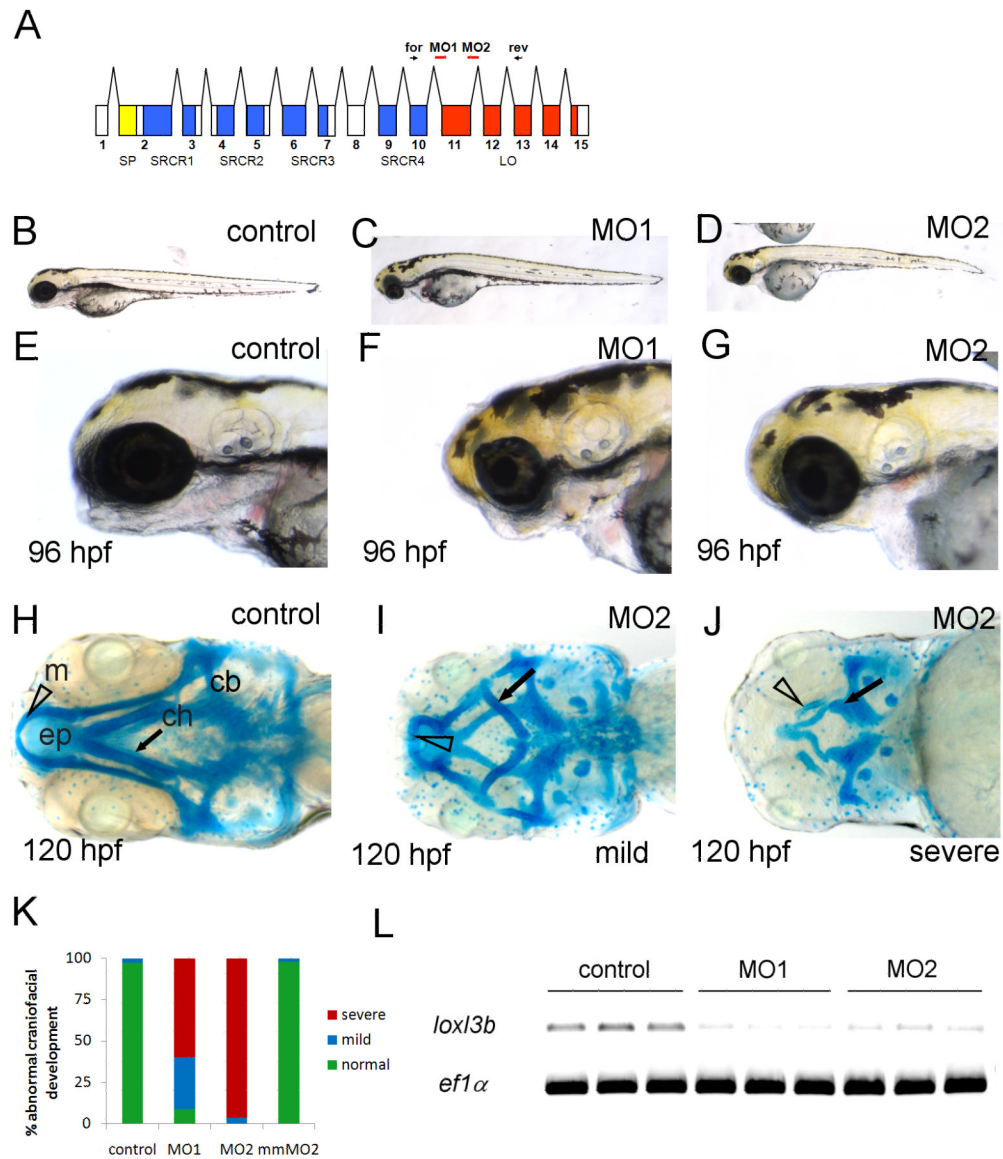 A
for MO1 MO2 rev
1 2 3 4 5 6 7 8 9 10 11 12 13 14 15
SP SRCR1 SRCR2 SRCR3 SRCR4 LO
B control
C MO1
D MO2
E control
96 hpf
F MO1
96 hpf
G MO2
96 hpf
H control
m
cb
ch
ep
120 hpf
I MO2
120 hpf mild
J MO2
120 hpf severe
K
% abnormal craniofacial development
100
75
50
25
0
control MO1 MO2 mmMO2
severe
mild
normal
L
control MO1 MO2
loxl3b
ef1α